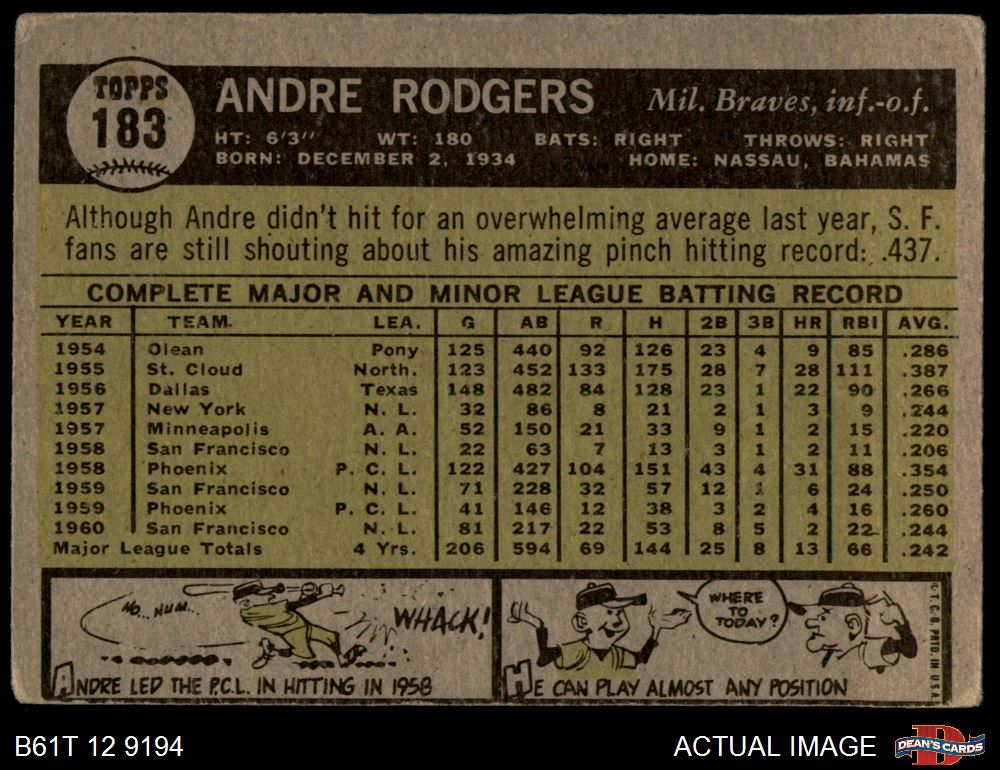 TOPPS
183
ANDRE RODGERS Mil. Braves, inf.-o.f.
HT: 6'3" WT: 180 BATS: RIGHT THROWS: RIGHT
BORN: DECEMBER 2, 1934 HOME: NASSAU, BAHAMAS
Although Andre didn't hit for an overwhelming average last year, S. F.
fans are still shouting about his amazing pinch hitting record: .437.
COMPLETE MAJOR AND MINOR LEAGUE BATTING RECORD
YEAR TEAM LEA. G AB R H 2B 3B HR RBI AVG.
1954 Olean Pony 125 440 92 126 23 4 9 85 .286
1955 St. Cloud North. 123 452 133 175 28 7 28 111 .387
1956 Dallas Texas 148 482 84 128 23 1 22 90 .266
1957 New York N. L. 32 86 8 21 2 1 3 9 .244
1957 Minneapolis A. A. 52 150 21 33 9 1 2 15 .220
1958 San Francisco N. L. 22 63 7 13 3 1 2 11 .206
1958 Phoenix P. C. L. 122 427 104 151 43 4 31 88 .354
1959 San Francisco N. L. 71 228 32 57 12 1 6 24 .250
1959 Phoenix P. C. L. 41 146 12 38 3 2 4 16 .260
1960 San Francisco N. L. 81 217 22 53 8 5 2 22 .244
Major League Totals 4 Yrs. 206 594 69 144 25 8 13 66 .242
HO... HUM...
WHACK!
ANDRE LED THE P.C.L. IN HITTING IN 1958
WHERE
TO
TODAY?
HE CAN PLAY ALMOST ANY POSITION
© T. C. G. PRTD. IN U.S.A.
B61T 12 9194
ACTUAL IMAGE
D
DEAN'S CARDS